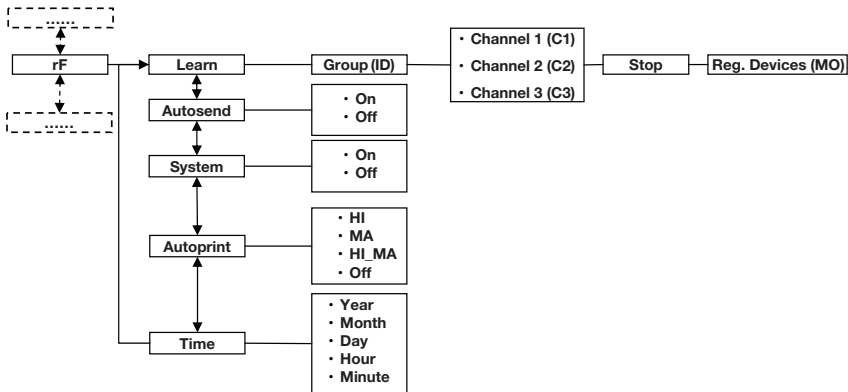 ......
rF
......
Learn
Group (ID)
• Channel 1 (C1)
• Channel 2 (C2)
• Channel 3 (C3)
Stop
Reg. Devices (MO)
Autosend
• On
• Off
System
• On
• Off
Autoprint
• HI
• MA
• HI_MA
• Off
Time
• Year
• Month
• Day
• Hour
• Minute